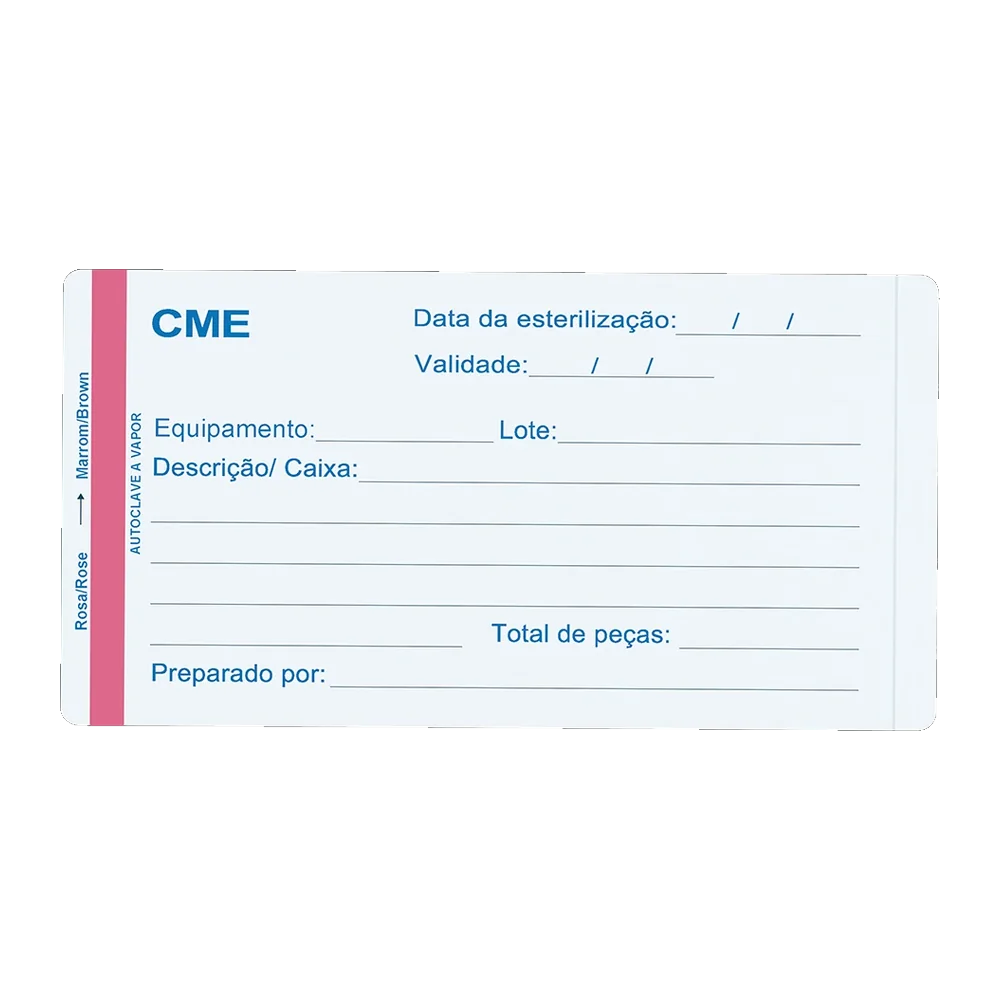 CME
Data da esterilização: / /
Validade: / /
Equipamento: Lote:
Descrição/ Caixa:
Total de peças:
Preparado por:
Rosa/Rose → Marrom/Brown
AUTOCLAVE A VAPOR